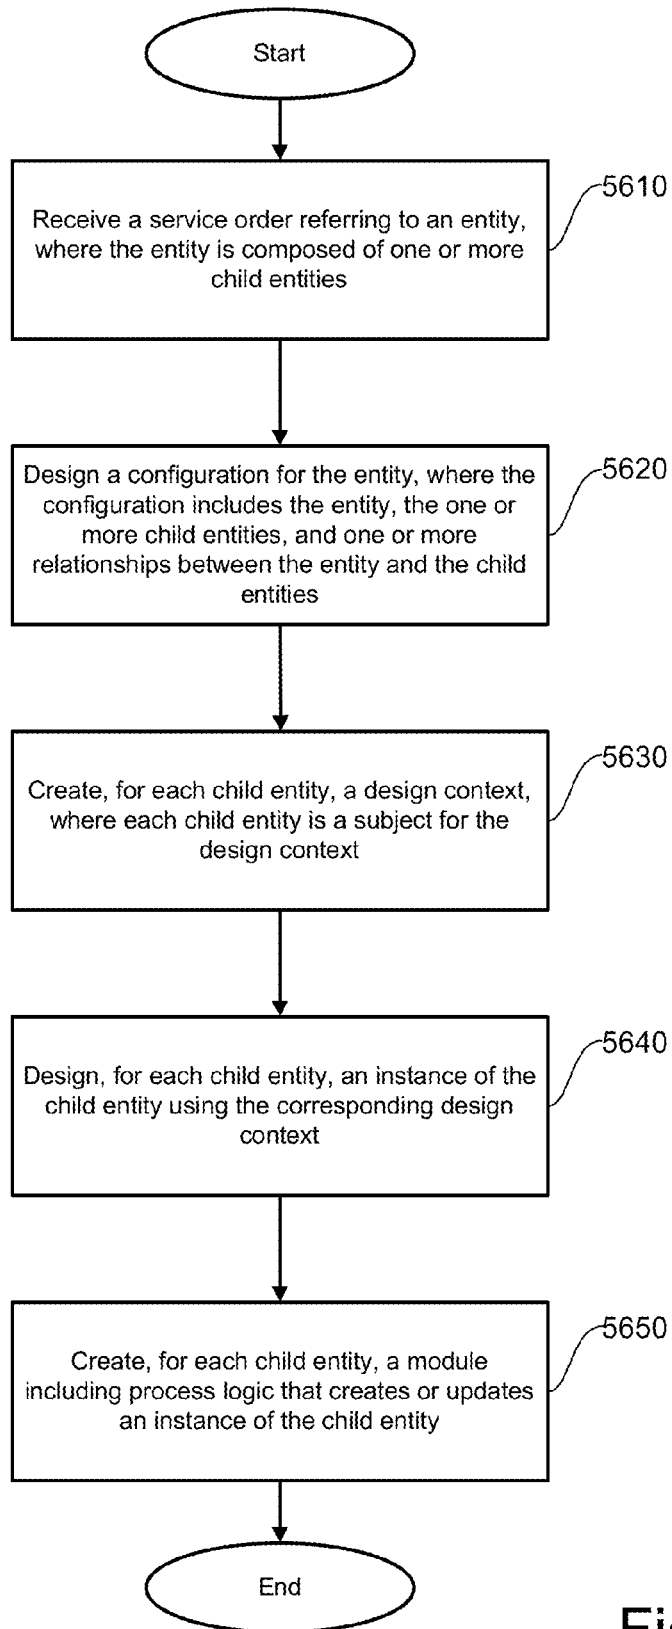 Start
5610
Receive a service order referring to an entity,
where the entity is composed of one or more
child entities
5620
Design a configuration for the entity, where the
configuration includes the entity, the one or
more child entities, and one or more
relationships between the entity and the child
entities
5630
Create, for each child entity, a design context,
where each child entity is a subject for the
design context
5640
Design, for each child entity, an instance of the
child entity using the corresponding design
context
5650
Create, for each child entity, a module
including process logic that creates or updates
an instance of the child entity
End